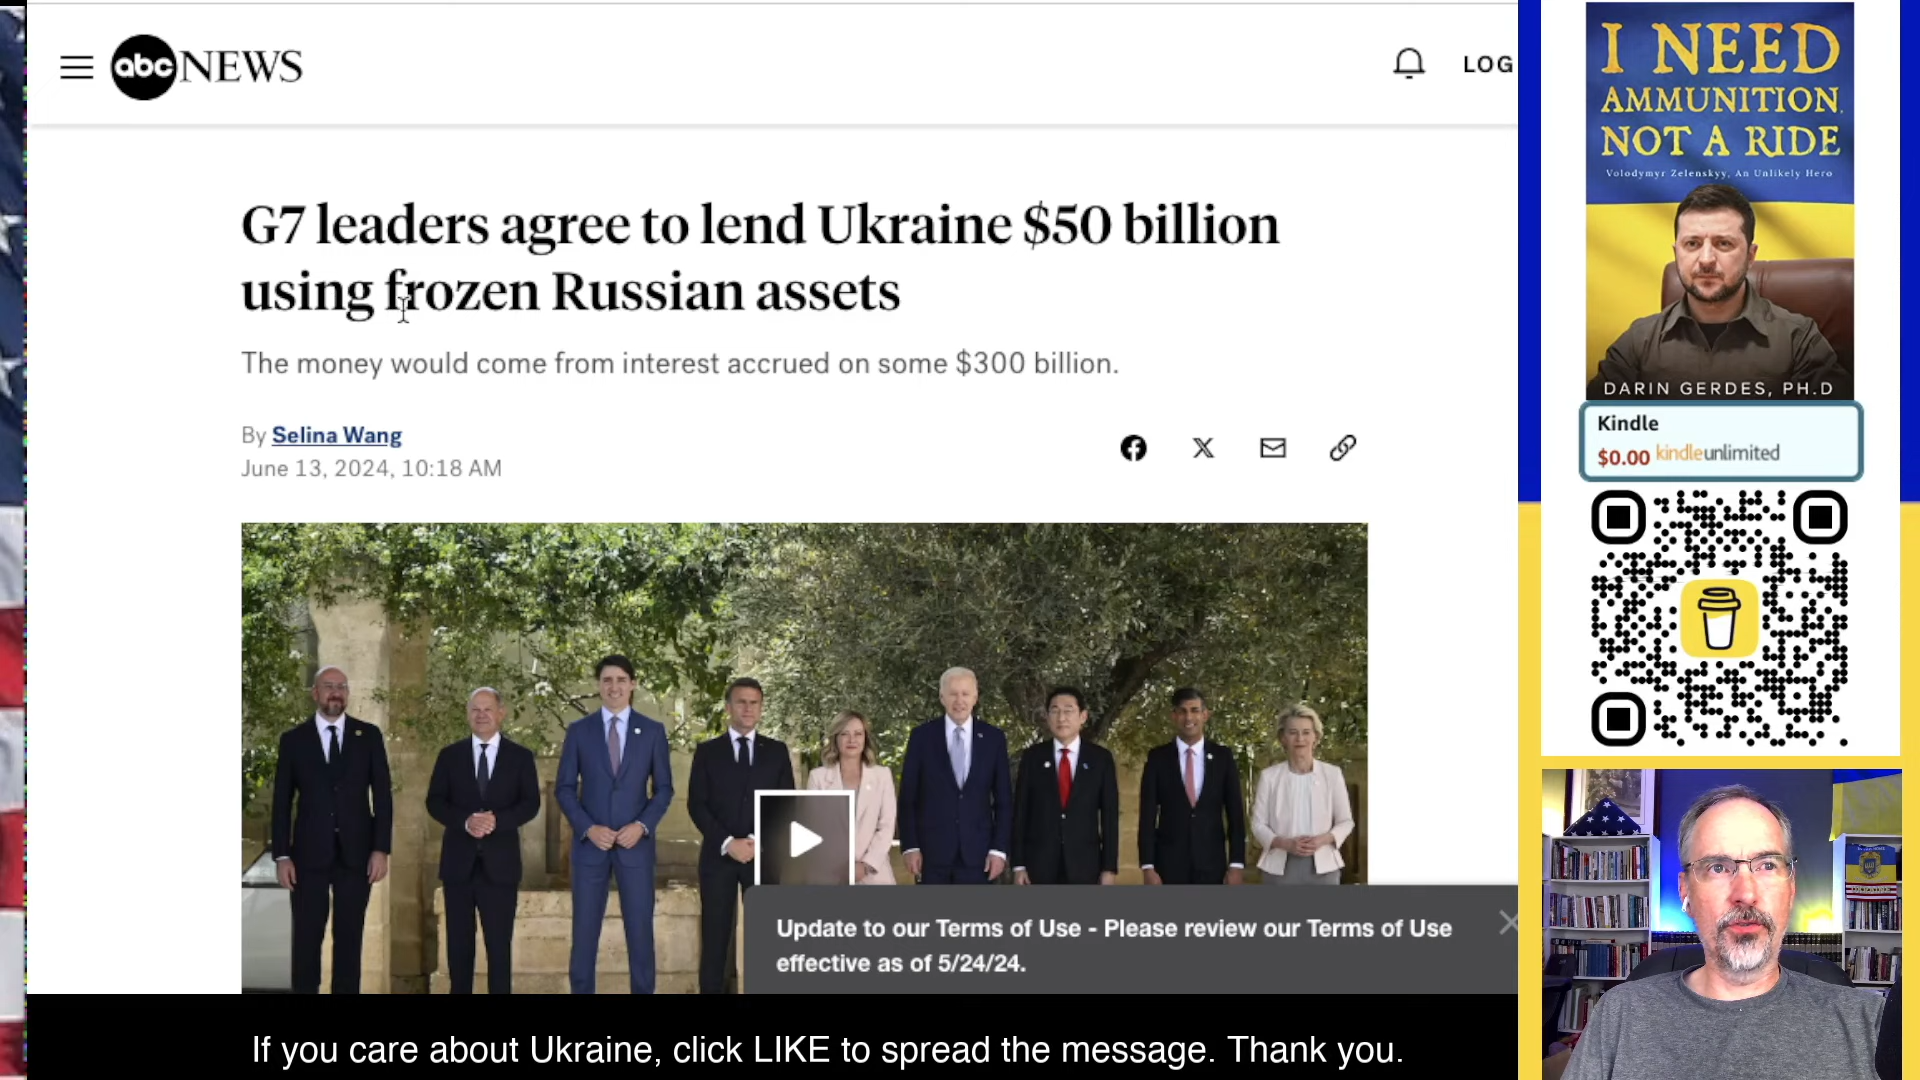 abc NEWS
LOG
G7 leaders agree to lend Ukraine $50 billion
using frozen Russian assets
The money would come from interest accrued on some $300 billion.
By Selina Wang
June 13, 2024, 10:18 AM
Update to our Terms of Use - Please review our Terms of Use
effective as of 5/24/24.
If you care about Ukraine, click LIKE to spread the message. Thank you.
I NEED
AMMUNITION,
NOT A RIDE
Volodymyr Zelenskyy, An Unlikely Hero
DARIN GERDES, PH.D
Kindle
$0.00 kindleunlimited